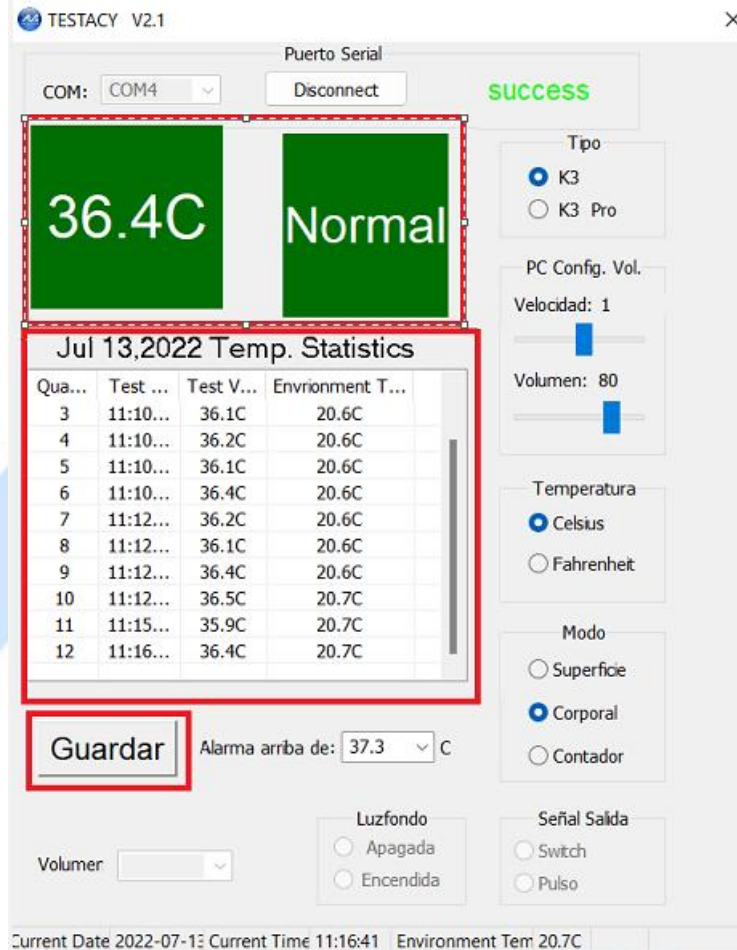 TESTACY V2.1
Puerto Serial
COM: COM4 Disconnect success
36.4C Normal
Tipo
K3
K3 Pro
PC Config. Vol.
Velocidad: 1
Volumen: 80
Jul 13,2022 Temp. Statistics
Qua... Test ... Test V... Envrionment T...
3 11:10... 36.1C 20.6C
4 11:10... 36.2C 20.6C
5 11:10... 36.1C 20.6C
6 11:10... 36.4C 20.6C
7 11:12... 36.2C 20.6C
8 11:12... 36.1C 20.6C
9 11:12... 36.4C 20.6C
10 11:12... 36.5C 20.7C
11 11:15... 35.9C 20.7C
12 11:16... 36.4C 20.7C
Temperatura
Celsius
Fahrenheit
Modo
Superficie
Corporal
Contador
Guardar Alarma arriba de: 37.3 C
Volumer
Luzfondo
Apagada
Encendida
Señal Salida
Switch
Pulso
Current Date 2022-07-13 Current Time 11:16:41 Environment Tem 20.7C